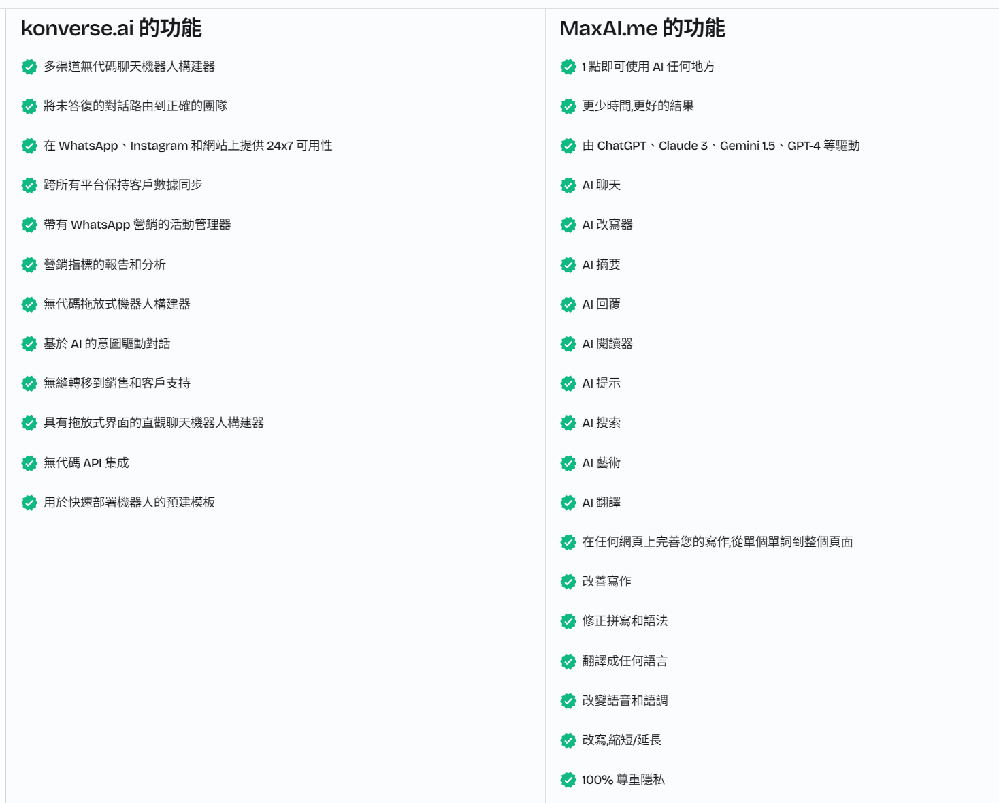 konverse.ai 的功能
多渠道無代碼聊天機器人構建器
將未答復的對話路由到正確的團隊
在 WhatsApp、Instagram 和網站上提供 24x7 可用性
跨所有平台保持客戶數據同步
帶有 WhatsApp 營銷的活動管理器
營銷指標的報告和分析
無代碼拖放式機器人構建器
基於 AI 的意圖驅動對話
無縫轉移到銷售和客戶支持
具有拖放式界面的直觀聊天機器人構建器
無代碼 API 集成
用於快速部署機器人的預建模板
MaxAI.me 的功能
1 點即可使用 AI 任何地方
更少時間,更好的結果
由 ChatGPT、Claude 3、Gemini 1.5、GPT-4 等驅動
AI 聊天
AI 改寫器
AI 摘要
AI 回覆
AI 閱讀器
AI 提示
AI 搜索
AI 藝術
AI 翻譯
在任何網頁上完善您的寫作,從單個單詞到整個頁面
改善寫作
修正拼寫和語法
翻譯成任何語言
改變語音和語調
改寫,縮短/延長
100% 尊重隱私